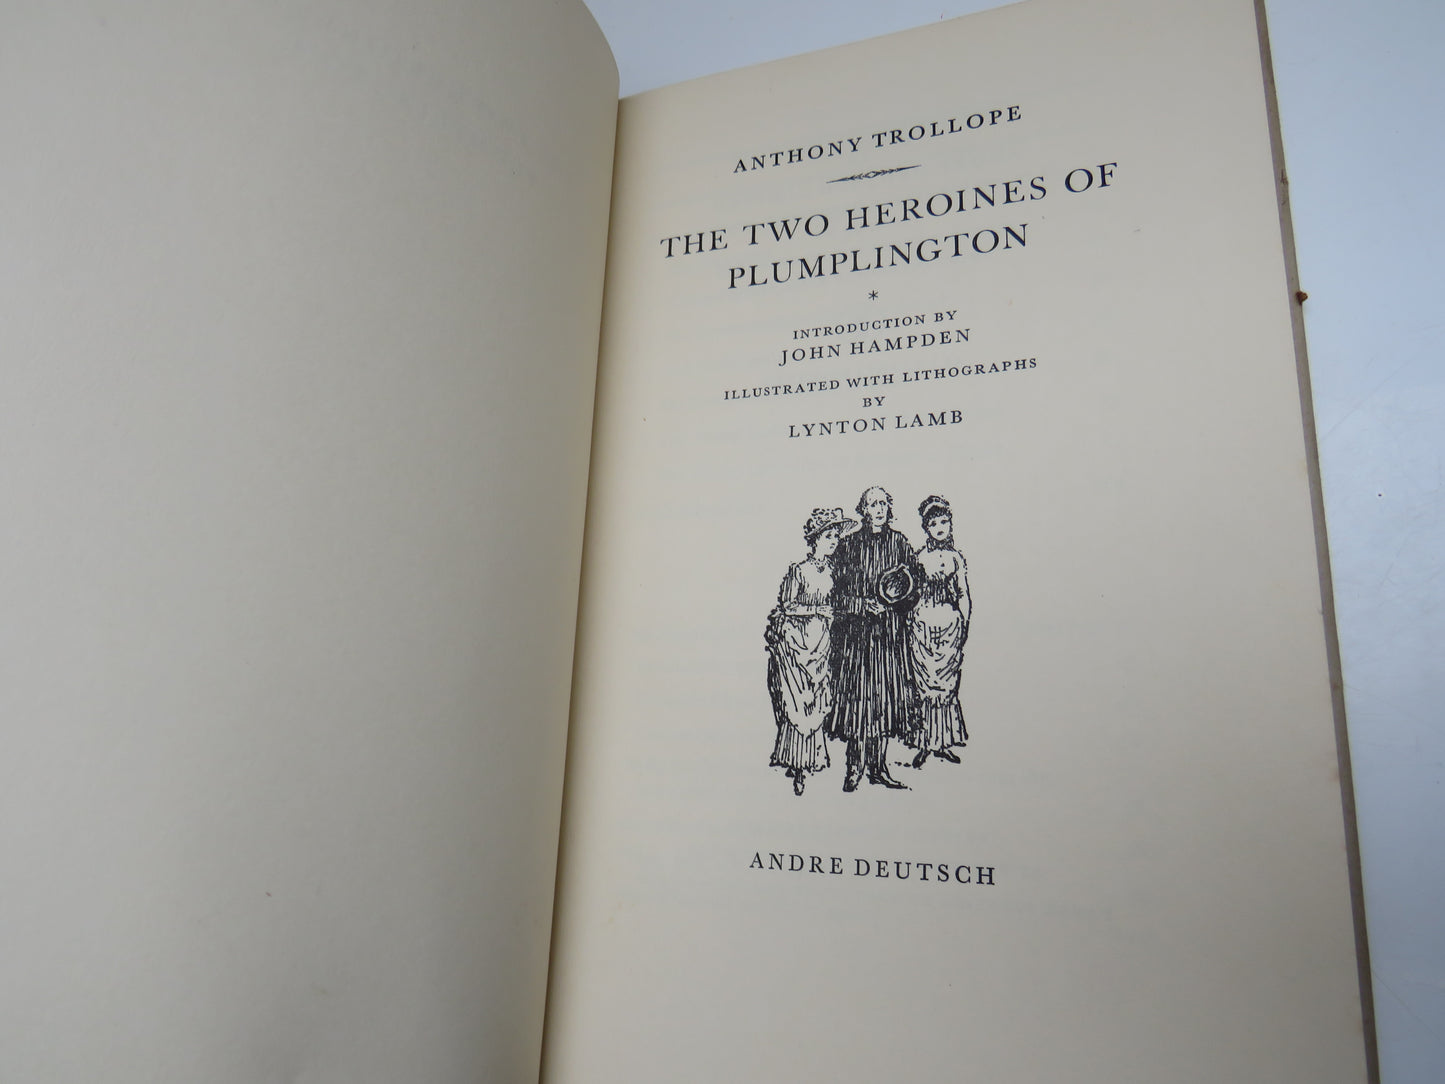 ANTHONY TROLLOPE
THE TWO HEROINES OF
PLUMPLINGTON
*
INTRODUCTION BY
JOHN HAMPDEN
ILLUSTRATED WITH LITHOGRAPHS
BY
LYNTON LAMB
ANDRE DEUTSCH